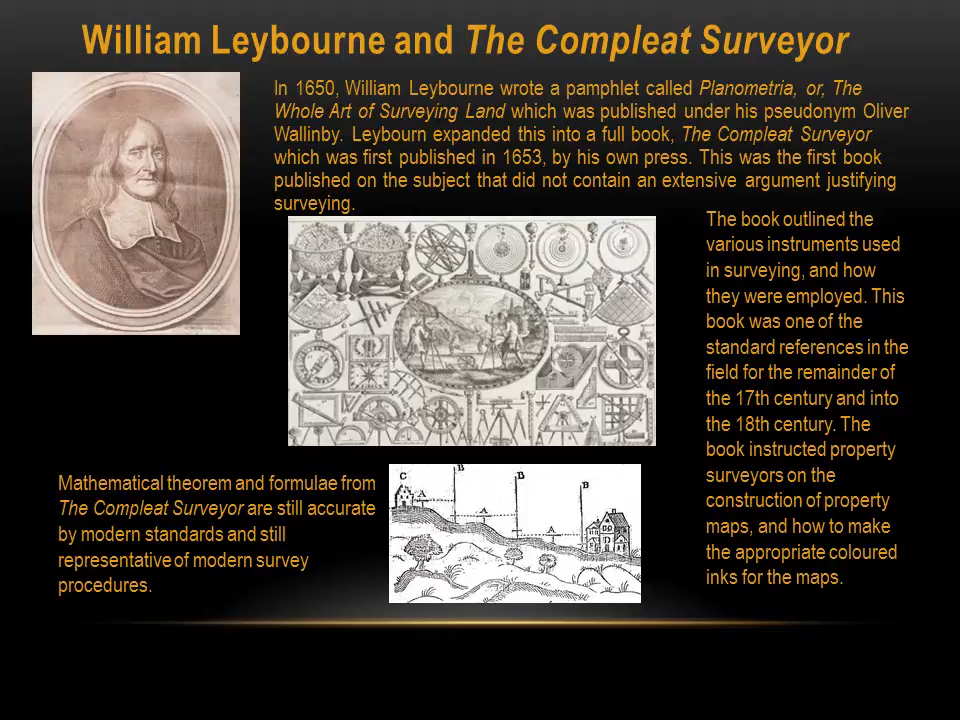 William Leybourne and The Compleat Surveyor
In 1650, William Leybourne wrote a pamphlet called Planometria, or, The
Whole Art of Surveying Land which was published under his pseudonym Oliver
Wallinby. Leybourn expanded this into a full book, The Compleat Surveyor
which was first published in 1653, by his own press. This was the first book
published on the subject that did not contain an extensive argument justifying
surveying.
The book outlined the
various instruments used
in surveying, and how
they were employed. This
book was one of the
standard references in the
field for the remainder of
the 17th century and into
the 18th century. The
book instructed property
surveyors on the
construction of property
maps, and how to make
the appropriate coloured
inks for the maps.
Mathematical theorem and formulae from
The Compleat Surveyor are still accurate
by modern standards and still
representative of modern survey
procedures.
C
B
B
B
A
A
A